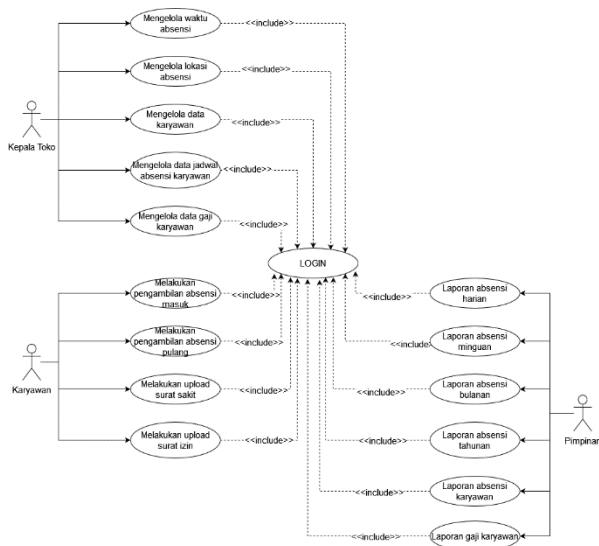 Mengelola waktu
absensi
<<include>>
Mengelola lokasi
absensi
<<include>>
Mengelola data
karyawan
<<include>>
Kepala Toko
Mengelola data jadwal
absensi karyawan
<<include>>
Mengelola data gaji
karyawan
<<include>>
LOGIN
Melakukan
pengambilan absensi
masuk
<<include>>
Melakukan
pengambilan absensi
pulang
<<include>>
Karyawan
Melakukan upload
surat sakit
<<include>>
Melakukan upload
surat izin
<<include>>
<<include>>
Laporan absensi
harian
<<include
Laporan absensi
minguan
<<include>>
Laporan absensi
bulanan
<<include>>
Laporan absensi
tahunan
Pimpinan
<<include>>
Laporan absensi
karyawan
<<include>>
Laporan gaji karyawan